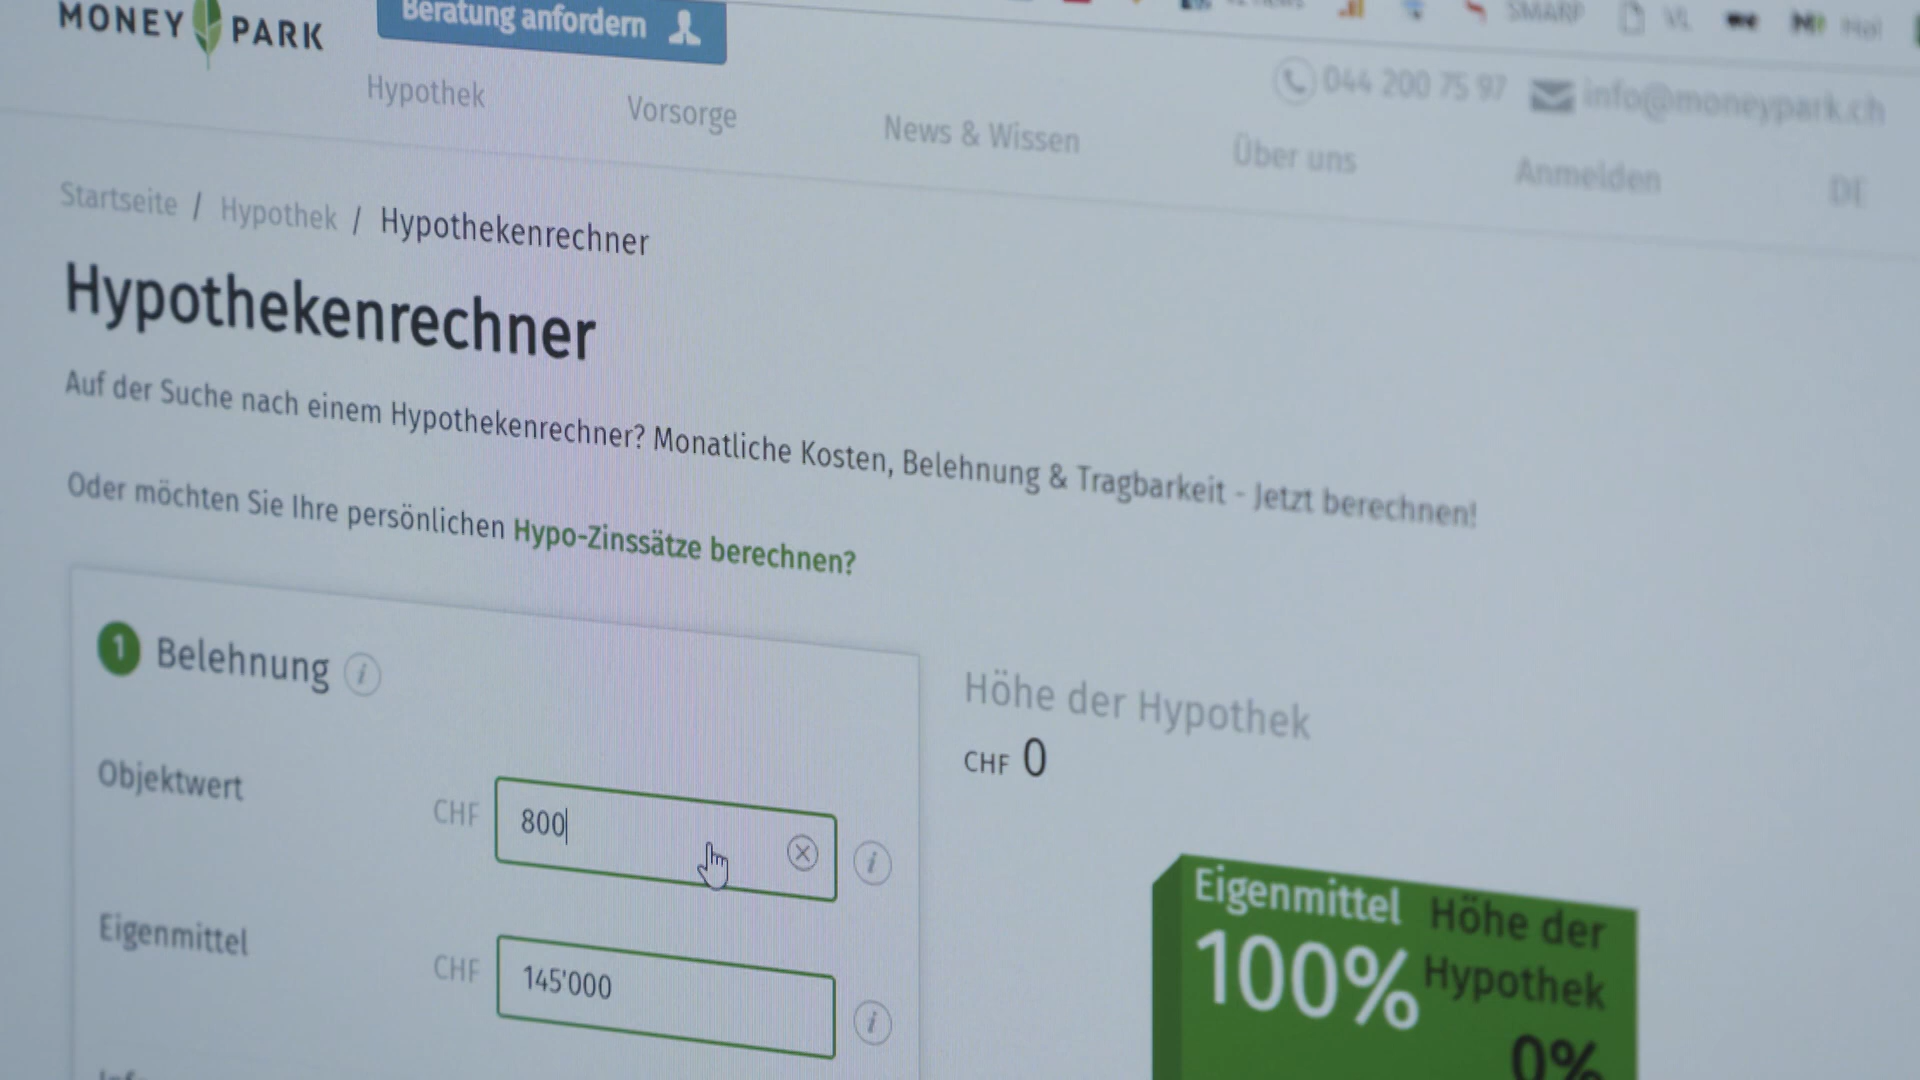 MONEY PARK
Beratung anfordern
044 200 75 97 info@moneypark.ch
Hypothek Vorsorge News & Wissen Über uns Anmelden DE
Startseite / Hypothek / Hypothekenrechner
Hypothekenrechner
Auf der Suche nach einem Hypothekenrechner? Monatliche Kosten, Belehnung & Tragbarkeit - Jetzt berechnen!
Oder möchten Sie Ihre persönlichen Hypo-Zinssätze berechnen?
1 Belehnung i
Objektwert CHF 800 i
Eigenmittel CHF 145'000 i
Höhe der Hypothek
CHF 0
Eigenmittel
100%
Höhe der
Hypothek
0%